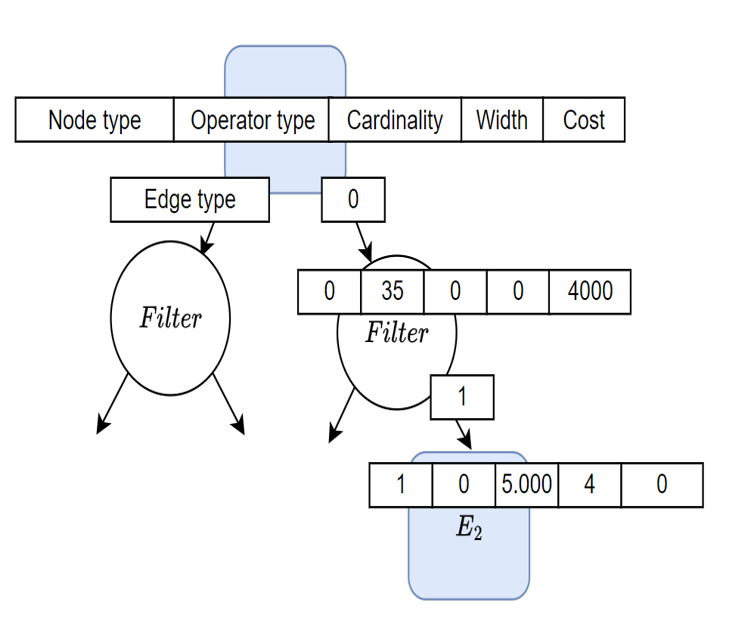 Node type Operator type Cardinality Width Cost
Edge type 0
0 35 0 0 4000
Filter Filter
1
1 0 5.000 4 0
E₂